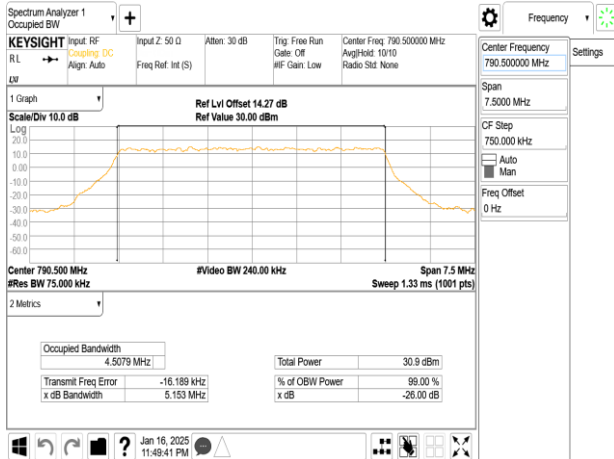 Spectrum Analyzer 1
Occupied BW
Frequency
KEYSIGHT
RL
LXI
Input: RF
Coupling: DC
Align: Auto
Input Z: 50 Ω
Freq Ref: Int (S)
Atten: 30 dB
Trig: Free Run
Gate: Off
#IF Gain: Low
Center Freq: 790.500000 MHz
Avg|Hold: 10/10
Radio Std: None
Center Frequency
790.500000 MHz
Settings
Span
7.5000 MHz
CF Step
750.000 kHz
Auto
Man
Freq Offset
0 Hz
1 Graph
Scale/Div 10.0 dB
Ref Lvl Offset 14.27 dB
Ref Value 30.00 dBm
Log
20.0
10.0
0.00
-10.0
-20.0
-30.0
-40.0
-50.0
-60.0
Center 790.500 MHz
#Video BW 240.00 kHz
Span 7.5 MHz
#Res BW 75.000 kHz
Sweep 1.33 ms (1001 pts)
2 Metrics
Occupied Bandwidth
4.5079 MHz
Total Power 30.9 dBm
Transmit Freq Error -16.189 kHz
% of OBW Power 99.00 %
x dB Bandwidth 5.153 MHz
x dB -26.00 dB
?
Jan 16, 2025
11:49:41 PM